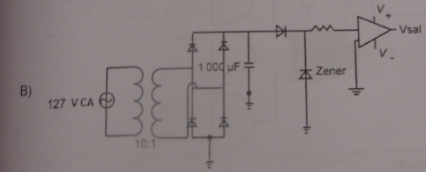 V+
Vsal
1 000 µF
V-
Zener
B)
127 V CA
10:1